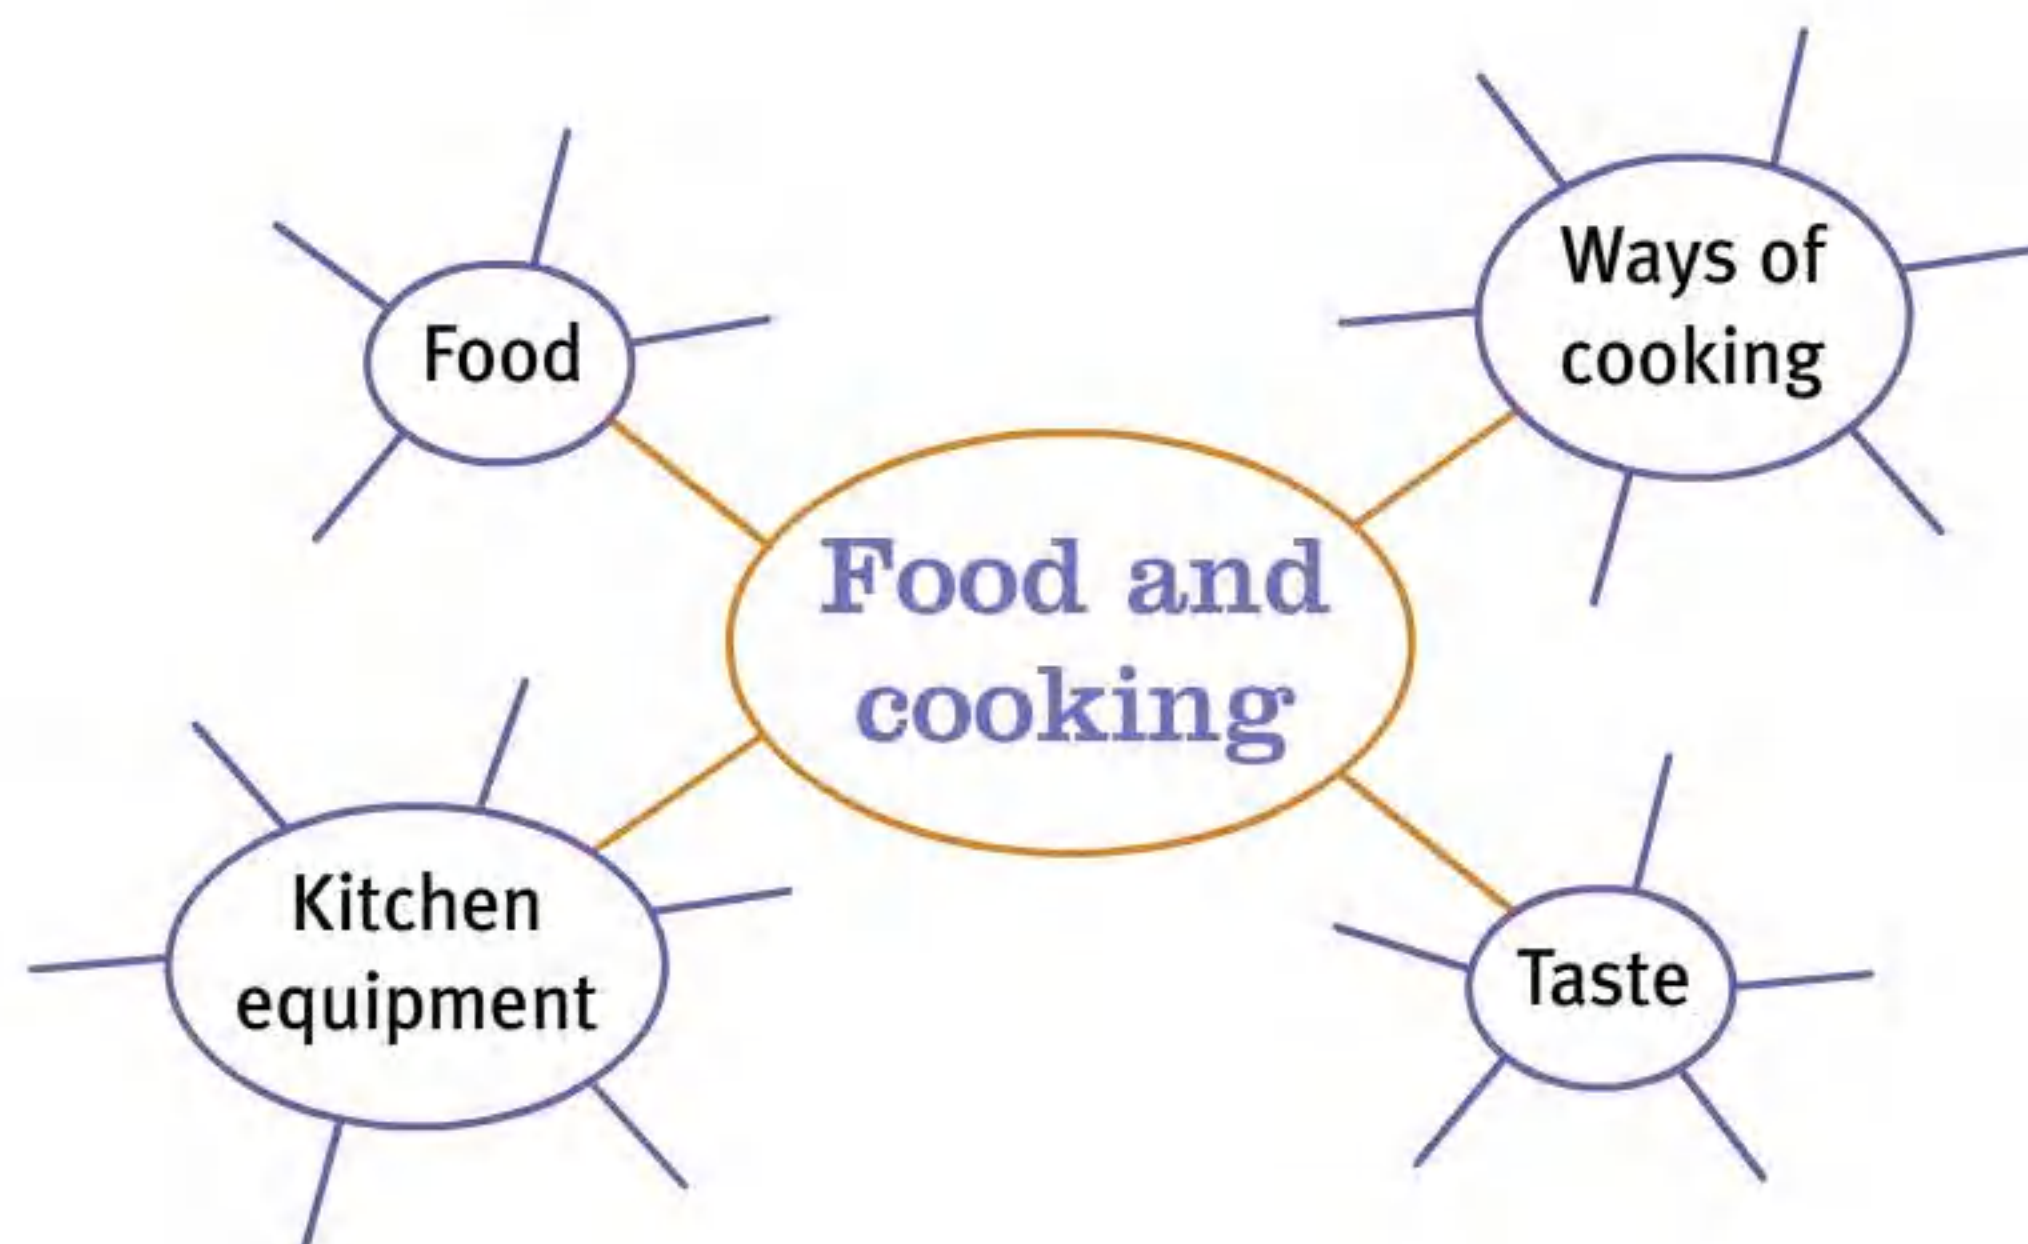 Food
Ways of
cooking
Food and
cooking
Kitchen
equipment
Taste